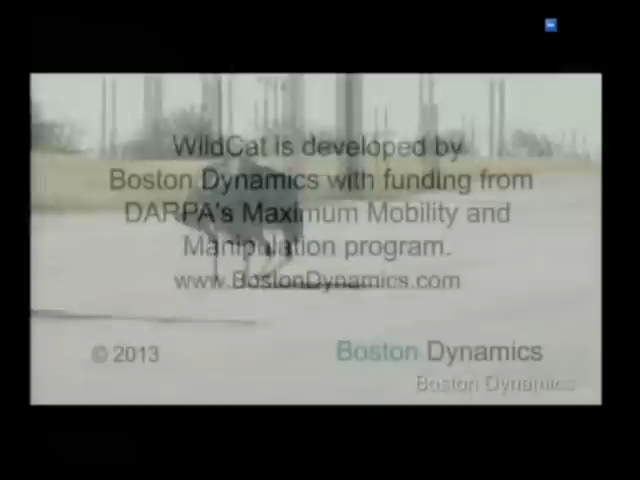 WildCat is developed by
Boston Dynamics with funding from
DARPA's Maximum Mobility and
Manipulation program.
www.BostonDynamics.com
© 2013
Boston Dynamics
Boston Dynamics